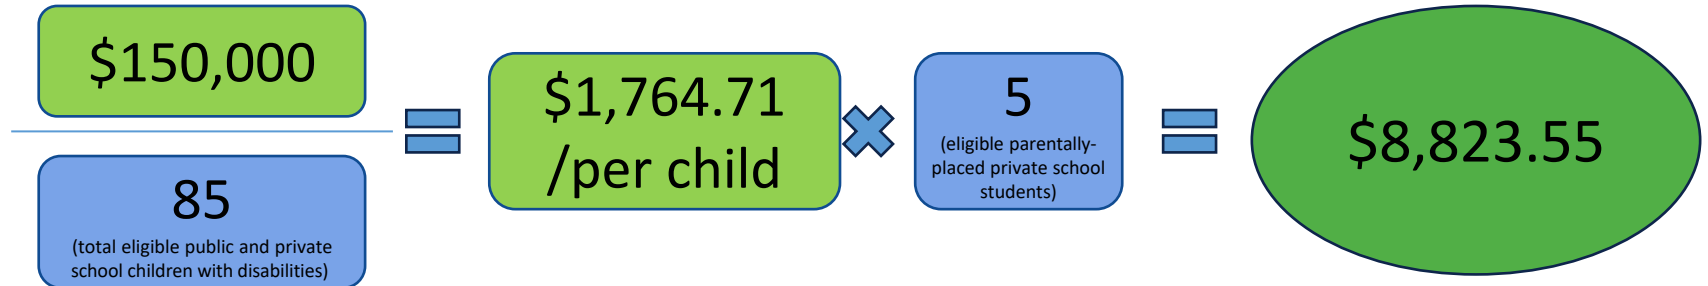 $150,000
85
(total eligible public and private
school children with disabilities)
$1,764.71
/per child
5
(eligible parentally-
placed private school
students)
$8,823.55